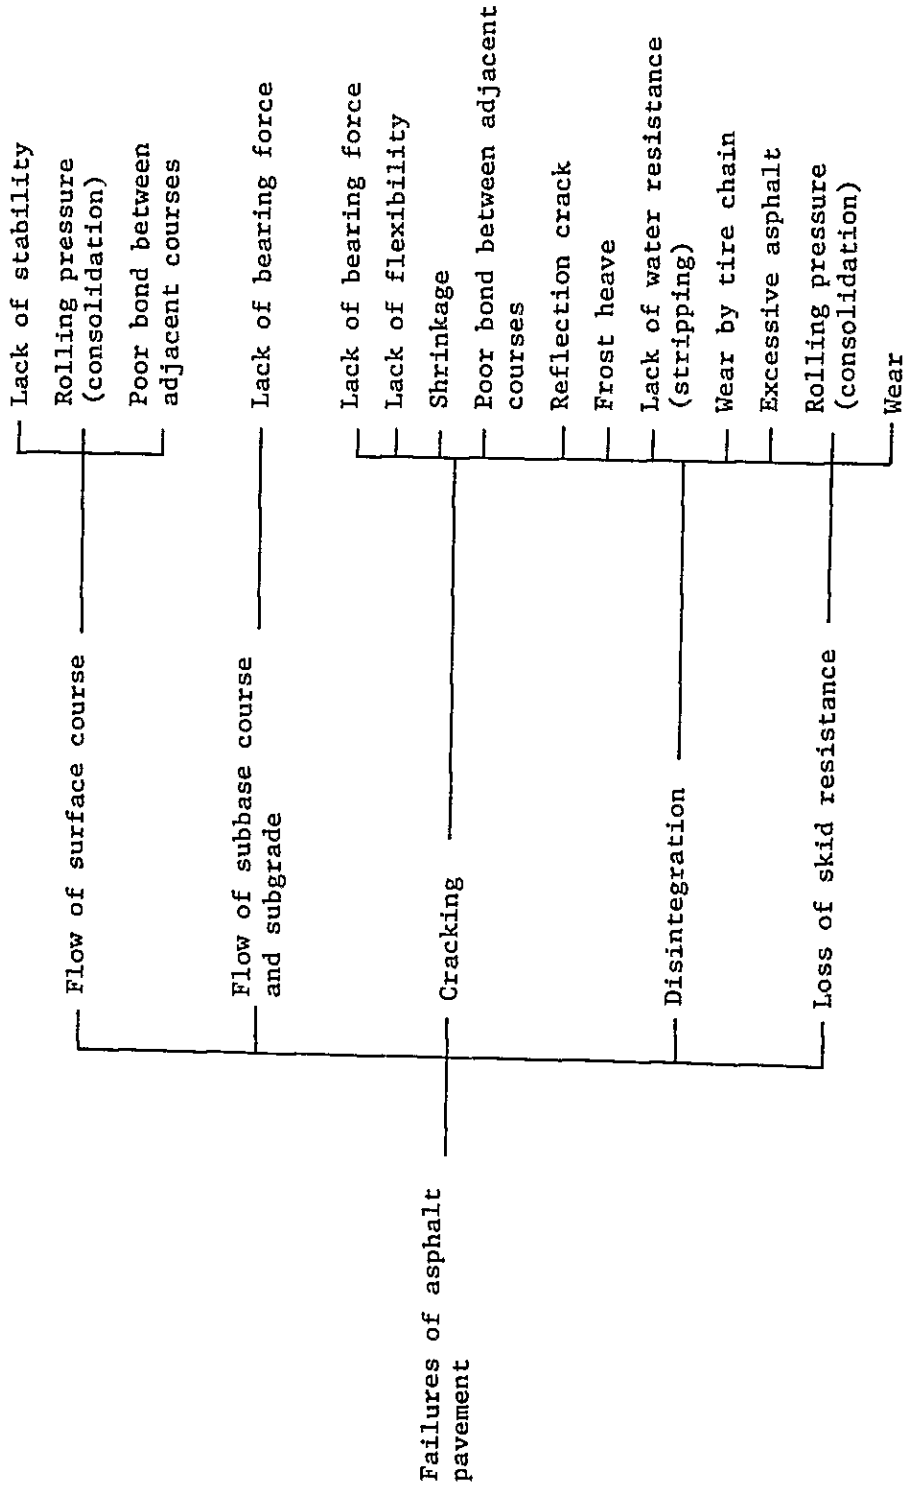 Failures of asphalt
pavement
Flow of surface course
Flow of subbase course
and subgrade
Cracking
Disintegration
Loss of skid resistance
Lack of stability
Rolling pressure
(consolidation)
Poor bond between
adjacent courses
Lack of bearing force
Lack of bearing force
Lack of flexibility
Shrinkage
Poor bond between adjacent
courses
Reflection crack
Frost heave
Lack of water resistance
(stripping)
Wear by tire chain
Excessive asphalt
Rolling pressure
(consolidation)
Wear